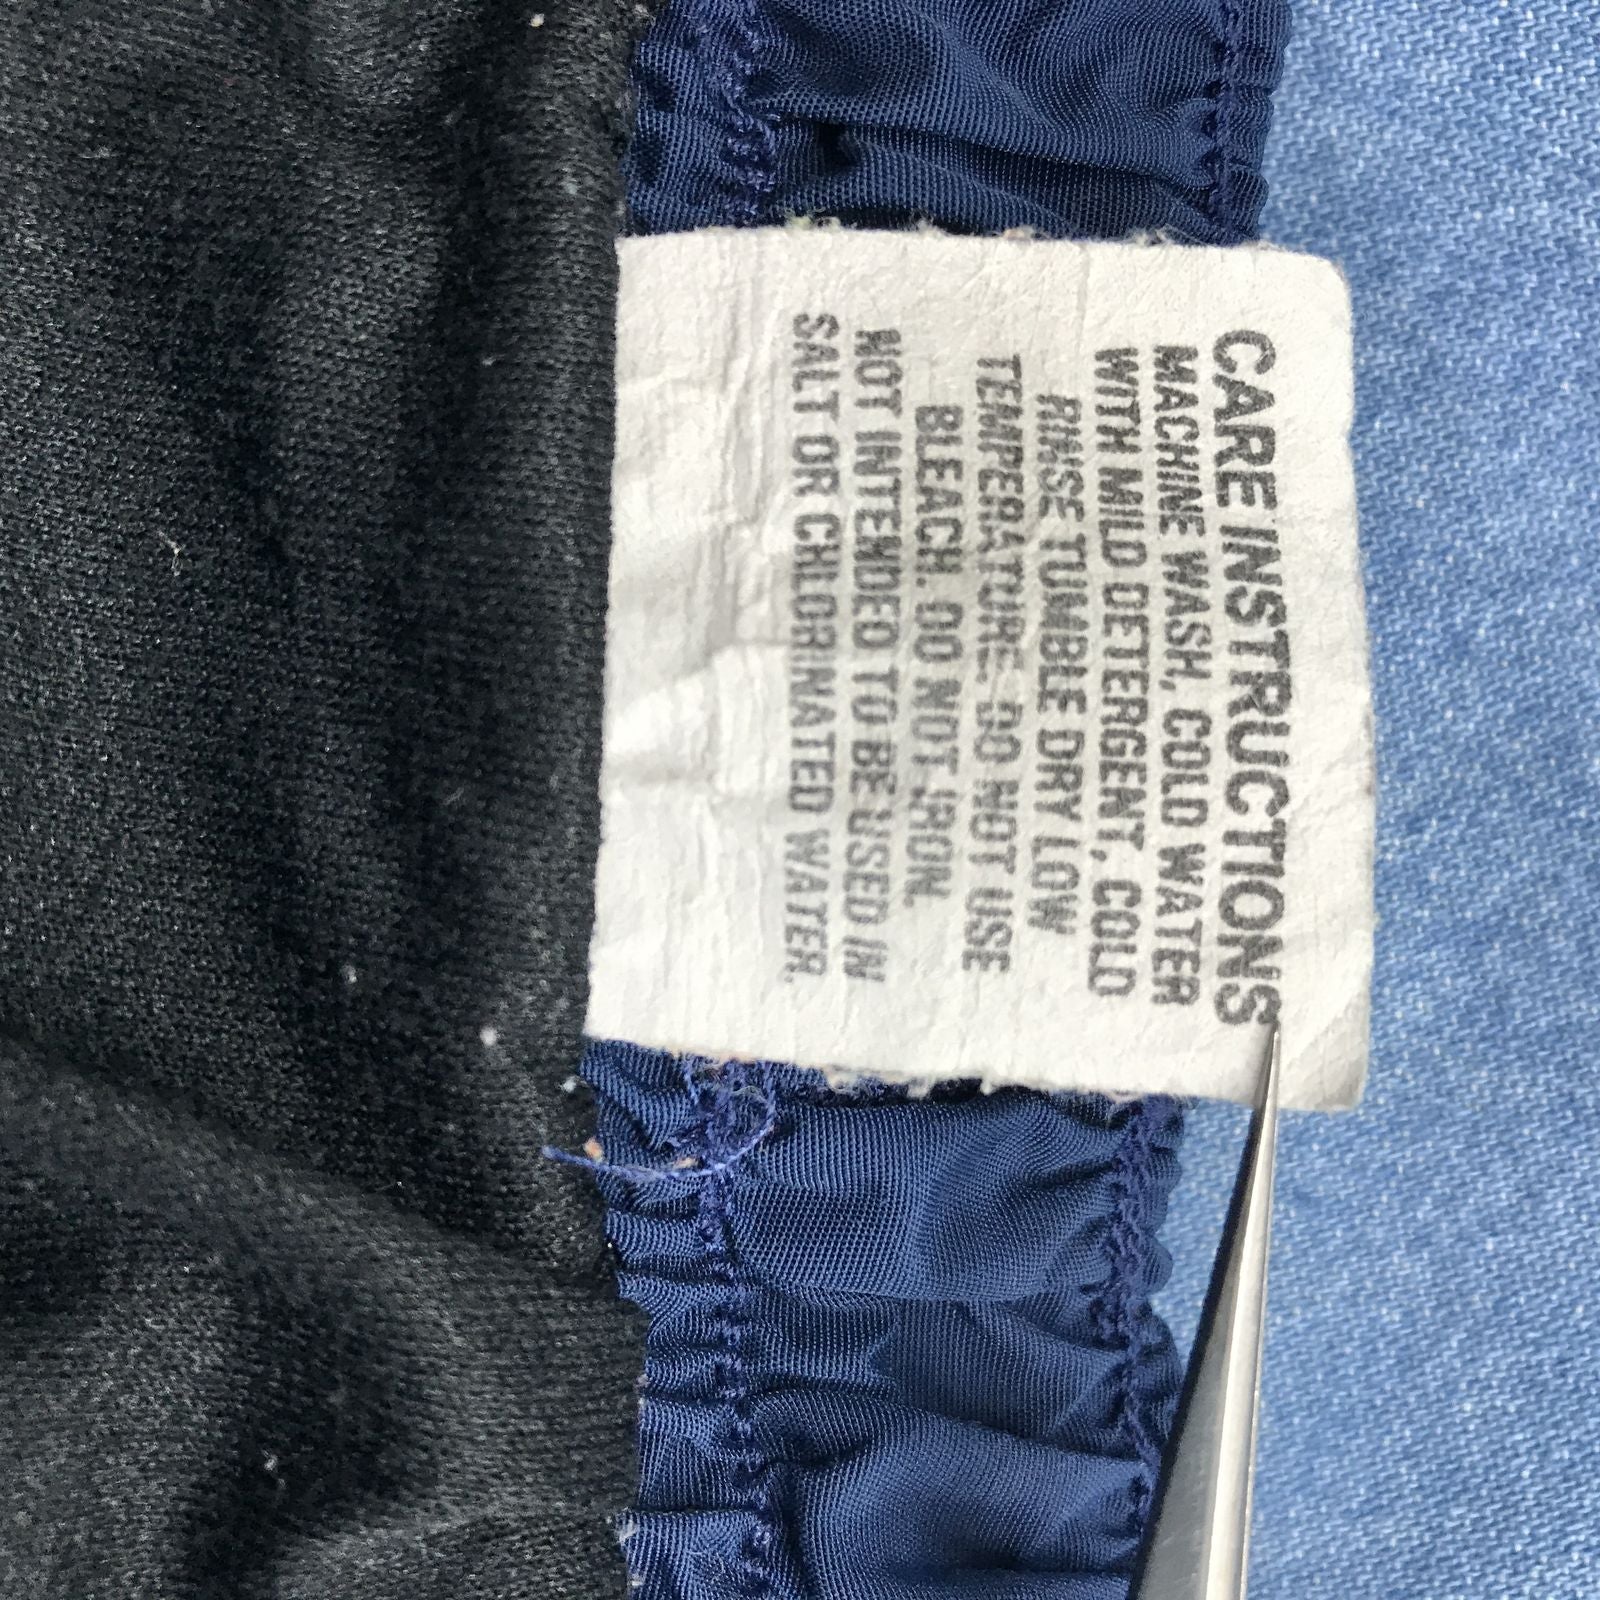 CARE INSTRUCTIONS
MACHINE WASH, COLD WATER
WITH MILD DETERGENT, COLD
RINSE TUMBLE DRY LOW
TEMPERATURE. DO NOT USE
BLEACH. DO NOT IRON.
NOT INTENDED TO BE USED IN
SALT OR CHLORINATED WATER.